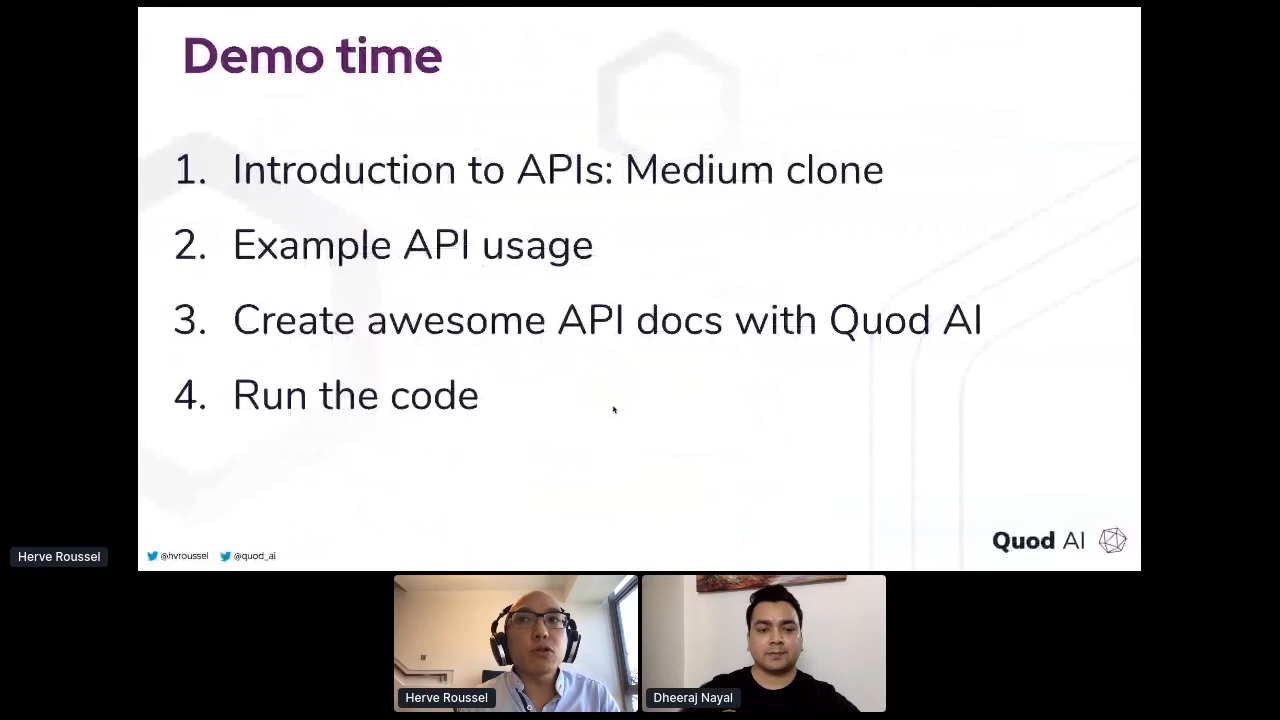 Demo time
1. Introduction to APIs: Medium clone
2. Example API usage
3. Create awesome API docs with Quod AI
4. Run the code
@hvroussel @quod_ai
Quod AI
Herve Roussel
Herve Roussel
Dheeraj Nayal